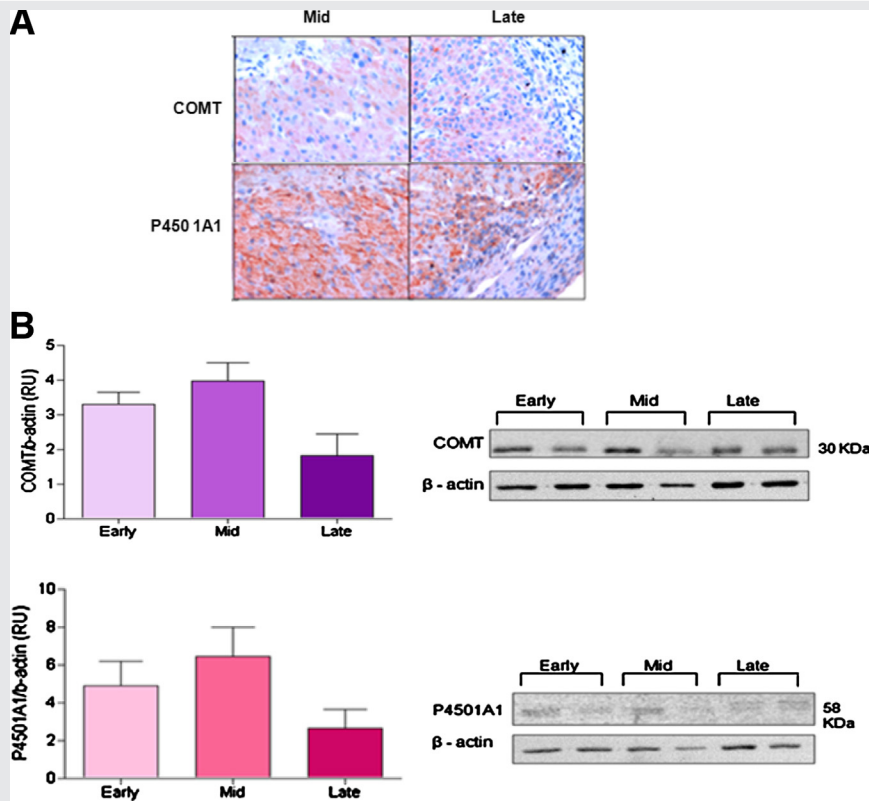 A
Mid Late
COMT
P450 1A1
B
COMT/b-actin (RU)
5
4
3
2
1
0
Early Mid Late
Early Mid Late
COMT 30 KDa
β - actin
P4501A1/b-actin (RU)
10
8
6
4
2
0
Early Mid Late
Early Mid Late
P4501A1 58
KDa
β - actin